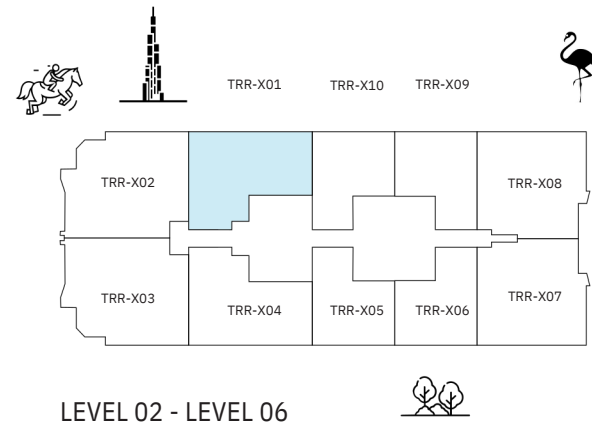 TRR-X01 TRR-X10 TRR-X09
TRR-X02 TRR-X08
TRR-X03 TRR-X04 TRR-X05 TRR-X06 TRR-X07
LEVEL 02 - LEVEL 06